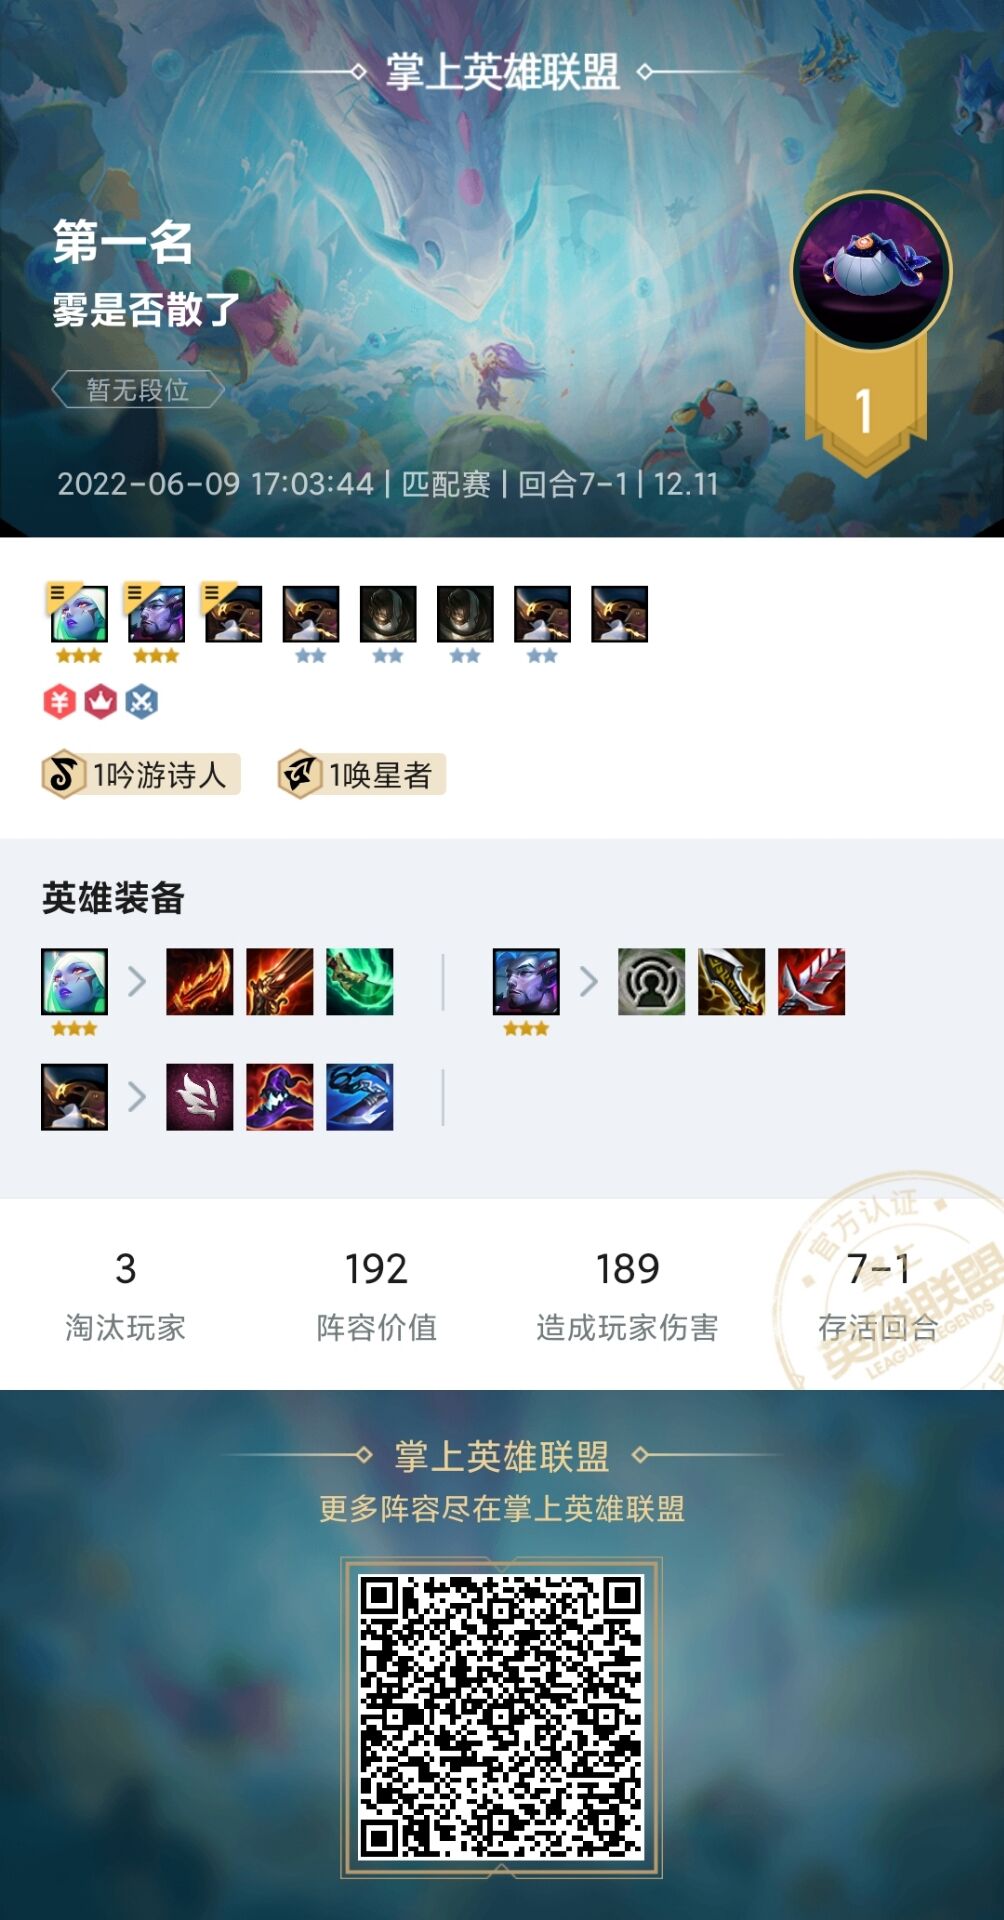 掌上英雄联盟
第一名
雾是否散了
暂无段位
1
2022-06-09 17:03:44 | 匹配赛 | 回合7-1 | 12.11
1吟游诗人 1唤星者
英雄装备
3 192 189 7-1
淘汰玩家 阵容价值 造成玩家伤害 存活回合
官方认证
掌上
英雄联盟
LEAGUE OF LEGENDS
掌上英雄联盟
更多阵容尽在掌上英雄联盟